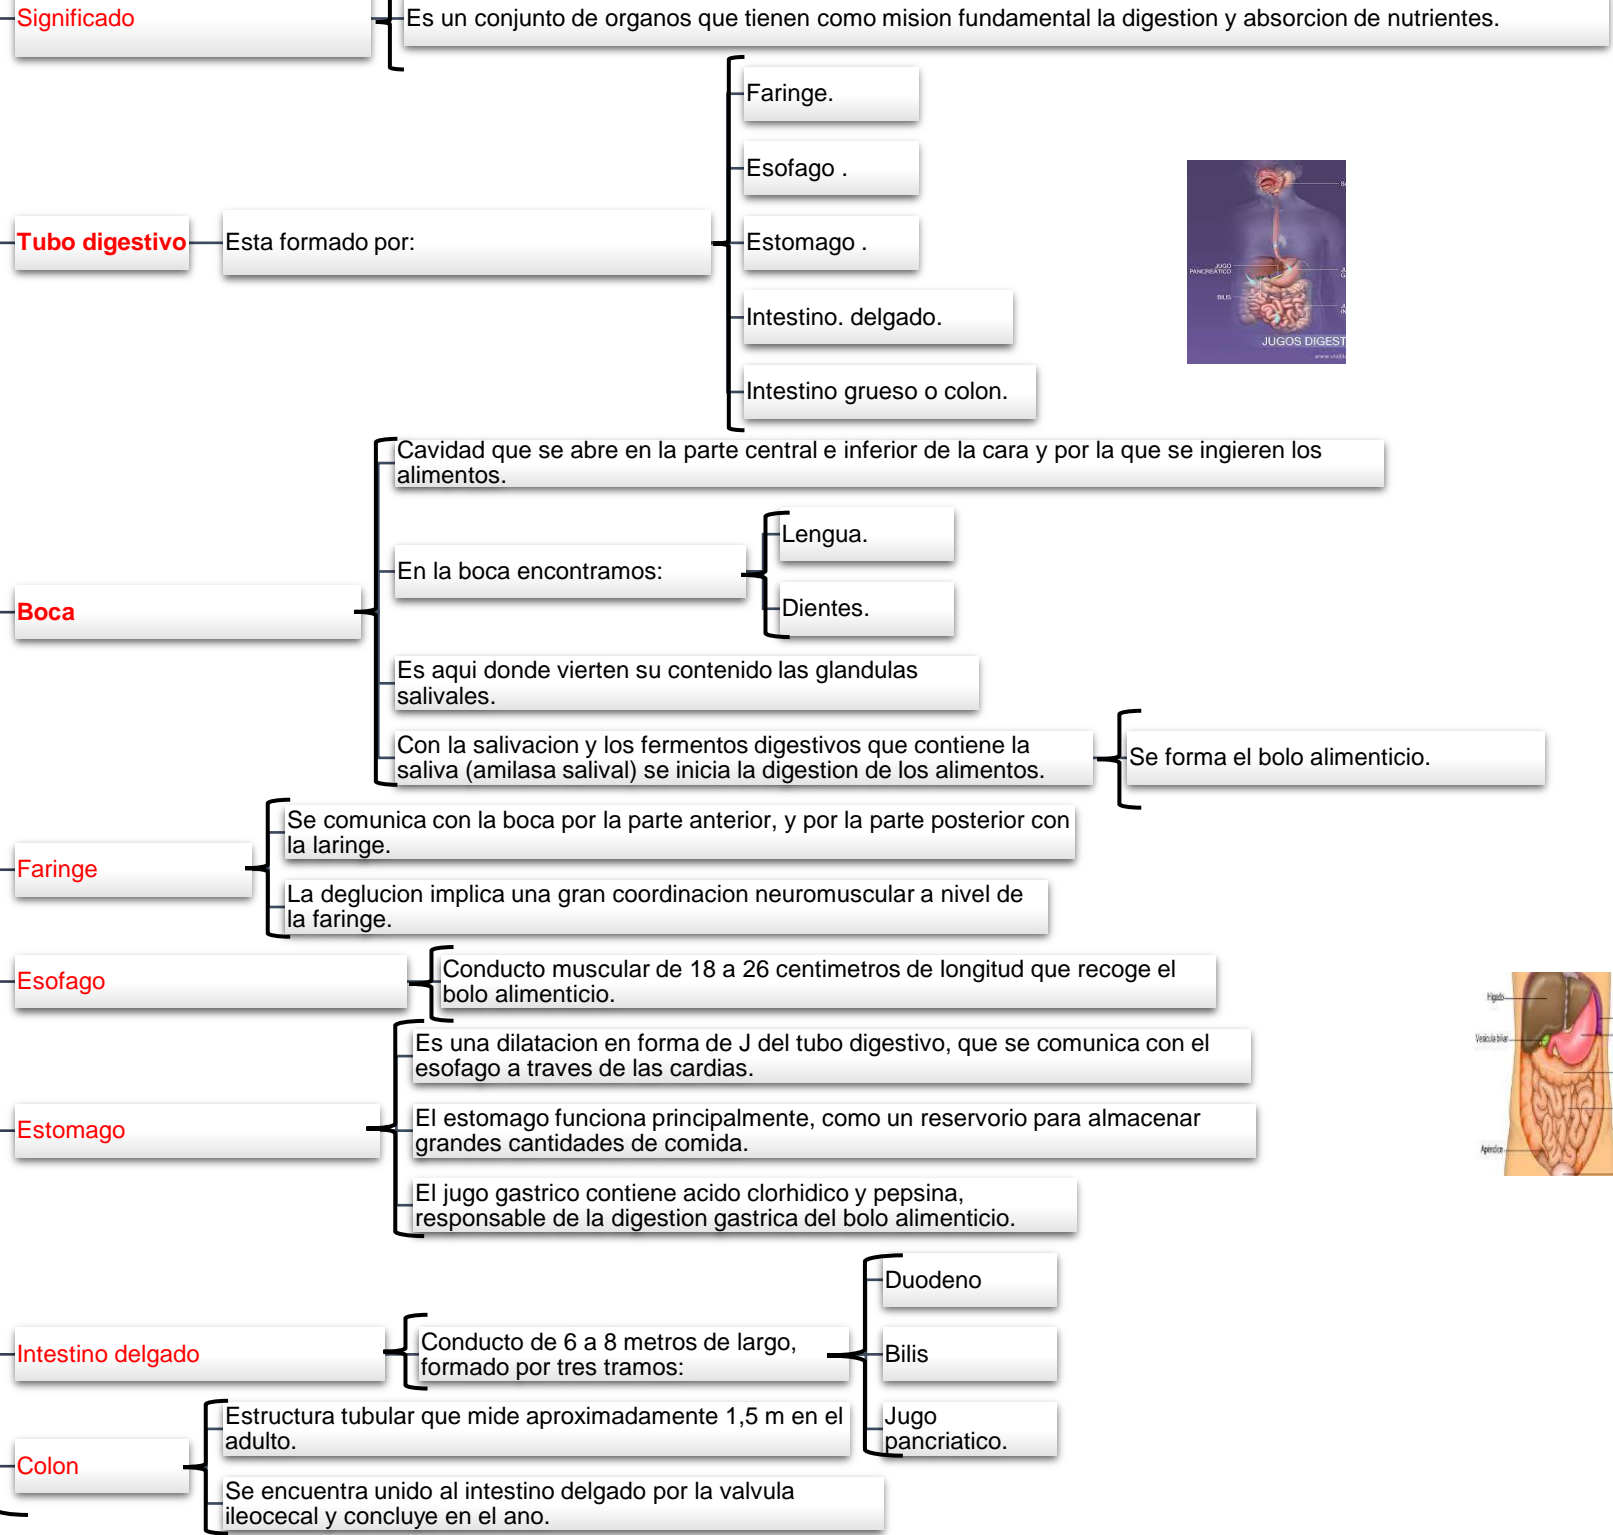 Significado
Es un conjunto de organos que tienen como mision fundamental la digestion y absorcion de nutrientes.
Tubo digestivo
Esta formado por:
Faringe.
Esofago .
Estomago .
Intestino. delgado.
Intestino grueso o colon.
JUGO
PANCREÁTICO
BILIS
JUGOS DIGEST
Boca
Cavidad que se abre en la parte central e inferior de la cara y por la que se ingieren los
alimentos.
En la boca encontramos:
Lengua.
Dientes.
Es aqui donde vierten su contenido las glandulas
salivales.
Con la salivacion y los fermentos digestivos que contiene la
saliva (amilasa salival) se inicia la digestion de los alimentos.
Se forma el bolo alimenticio.
Faringe
Se comunica con la boca por la parte anterior, y por la parte posterior con
la laringe.
La deglucion implica una gran coordinacion neuromuscular a nivel de
la faringe.
Esofago
Conducto muscular de 18 a 26 centimetros de longitud que recoge el
bolo alimenticio.
Hígado
Vesícula biliar
Apéndice
Estomago
Es una dilatacion en forma de J del tubo digestivo, que se comunica con el
esofago a traves de las cardias.
El estomago funciona principalmente, como un reservorio para almacenar
grandes cantidades de comida.
El jugo gastrico contiene acido clorhidico y pepsina,
responsable de la digestion gastrica del bolo alimenticio.
Intestino delgado
Conducto de 6 a 8 metros de largo,
formado por tres tramos:
Duodeno
Bilis
Jugo
pancriatico.
Colon
Estructura tubular que mide aproximadamente 1,5 m en el
adulto.
Se encuentra unido al intestino delgado por la valvula
ileocecal y concluye en el ano.